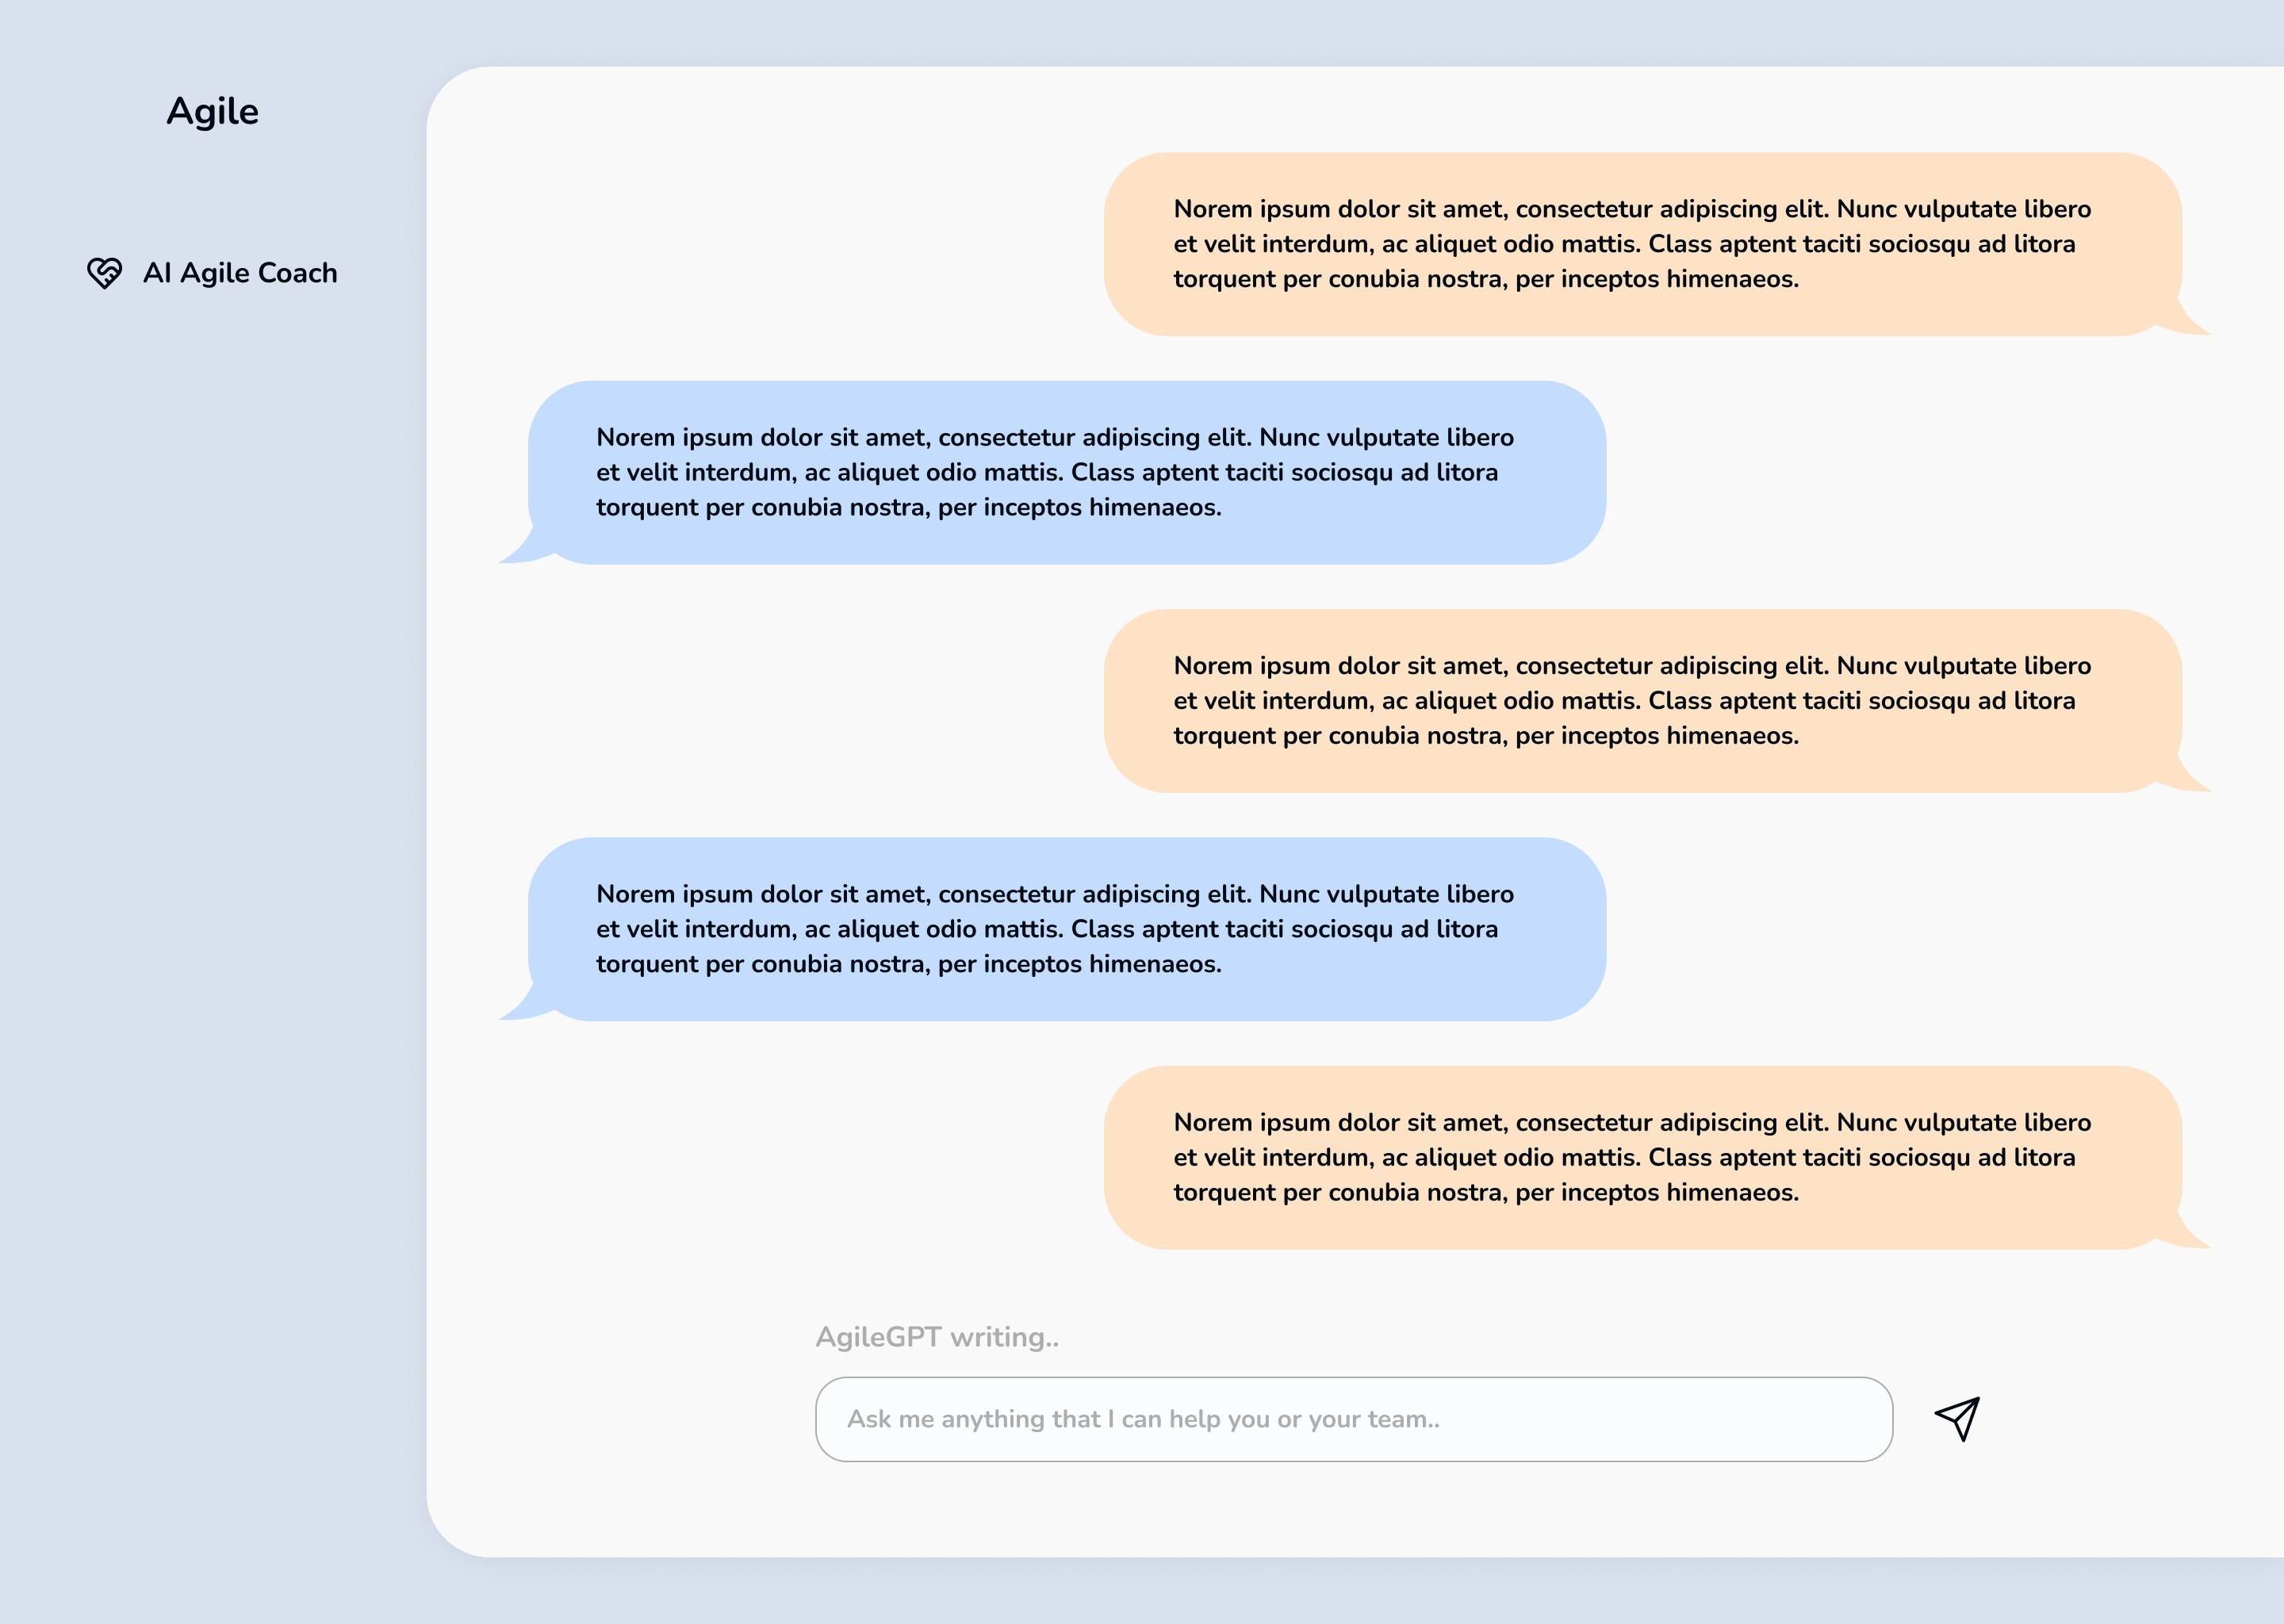 Agile
AI Agile Coach
Norem ipsum dolor sit amet, consectetur adipiscing elit. Nunc vulputate libero
et velit interdum, ac aliquet odio mattis. Class aptent taciti sociosqu ad litora
torquent per conubia nostra, per inceptos himenaeos.
Norem ipsum dolor sit amet, consectetur adipiscing elit. Nunc vulputate libero
et velit interdum, ac aliquet odio mattis. Class aptent taciti sociosqu ad litora
torquent per conubia nostra, per inceptos himenaeos.
Norem ipsum dolor sit amet, consectetur adipiscing elit. Nunc vulputate libero
et velit interdum, ac aliquet odio mattis. Class aptent taciti sociosqu ad litora
torquent per conubia nostra, per inceptos himenaeos.
Norem ipsum dolor sit amet, consectetur adipiscing elit. Nunc vulputate libero
et velit interdum, ac aliquet odio mattis. Class aptent taciti sociosqu ad litora
torquent per conubia nostra, per inceptos himenaeos.
Norem ipsum dolor sit amet, consectetur adipiscing elit. Nunc vulputate libero
et velit interdum, ac aliquet odio mattis. Class aptent taciti sociosqu ad litora
torquent per conubia nostra, per inceptos himenaeos.
AgileGPT writing..
Ask me anything that I can help you or your team..